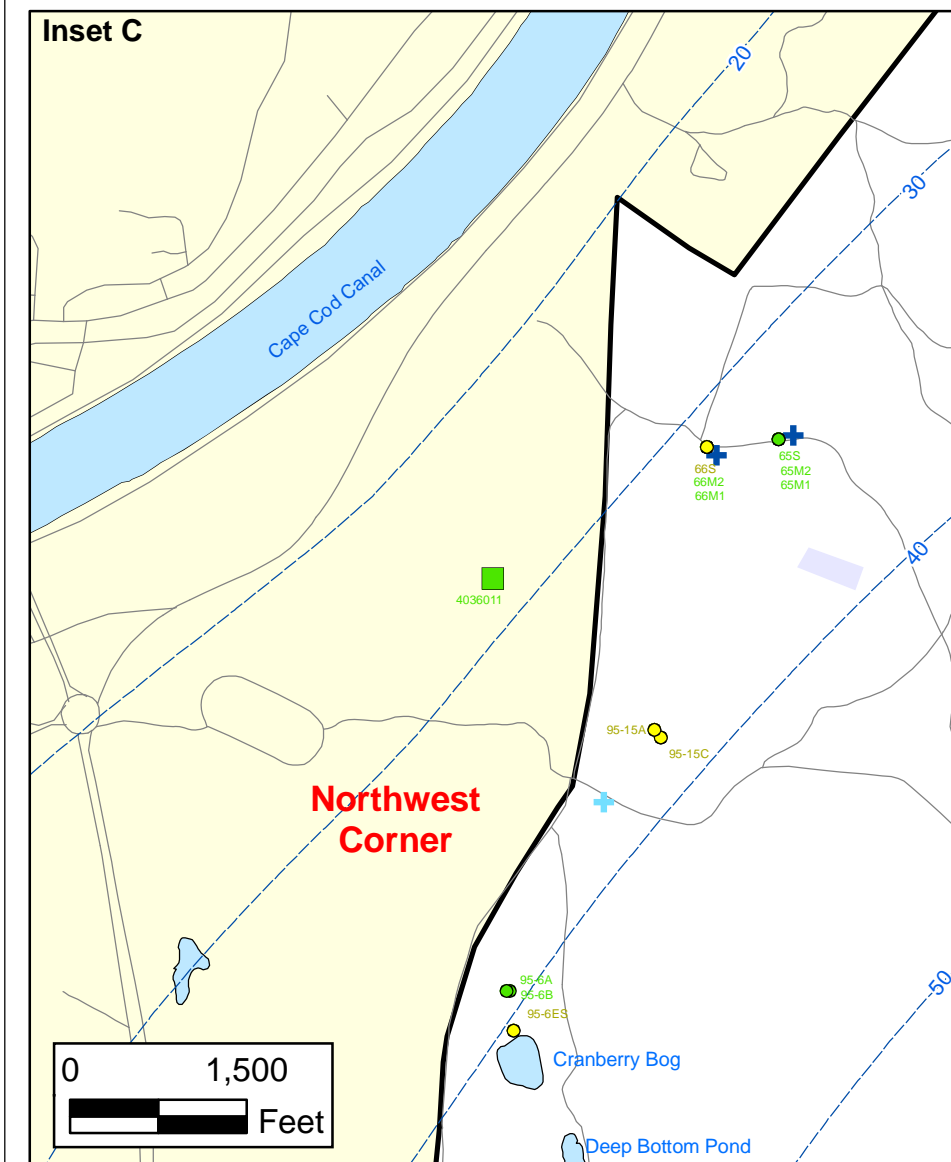 Inset C
20
30
Cape Cod Canal
66S
66M2
66M1
65S
65M2
65M1
40
4036011
95-15A
95-15C
Northwest
Corner
95-6A
95-6B
95-6ES
50
Cranberry Bog
Deep Bottom Pond
0 1,500
Feet